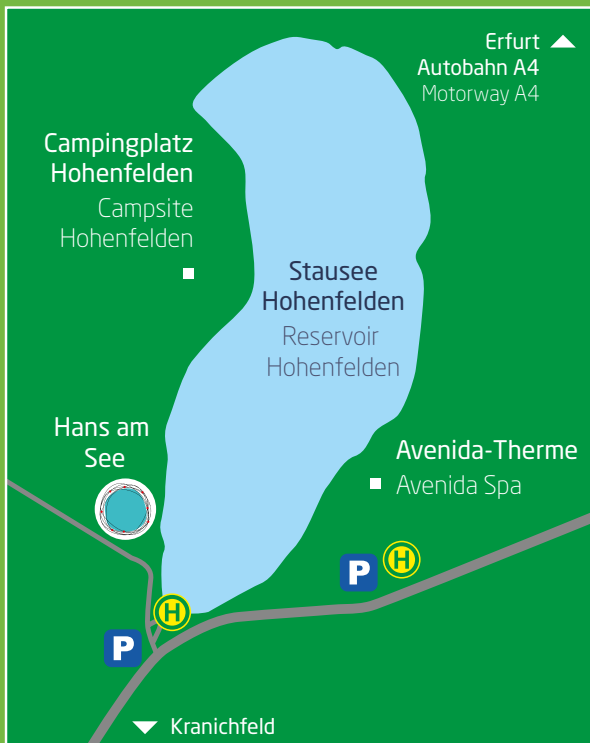 Erfurt
Autobahn A4
Motorway A4
Campingplatz
Hohenfelden
Campsite
Hohenfelden
Stausee
Hohenfelden
Reservoir
Hohenfelden
Hans am
See
Avenida-Therme
Avenida Spa
P
H
H
P
Kranichfeld